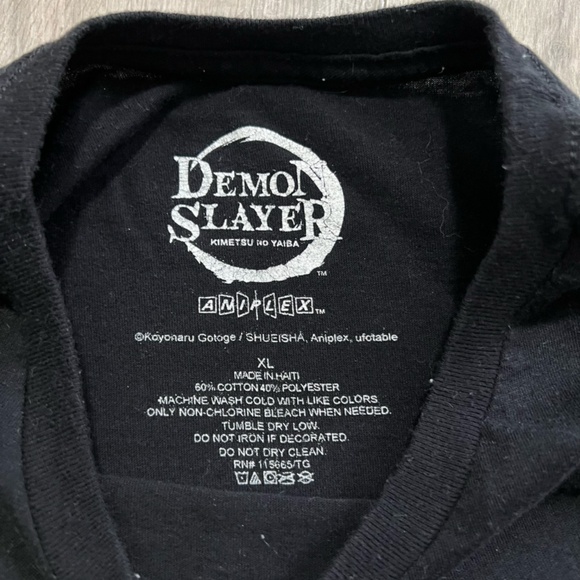 DEMON
SLAYER
KIMETSU NO YAIBA
TM
ANIPLEX TM
©Koyoharu Gotoge / SHUEISHA, Aniplex, ufotable
XL
MADE IN HAITI
60% COTTON 40% POLYESTER
MACHINE WASH COLD WITH LIKE COLORS.
ONLY NON-CHLORINE BLEACH WHEN NEEDED.
TUMBLE DRY LOW.
DO NOT IRON IF DECORATED.
DO NOT DRY CLEAN.
RN# 115665/TG